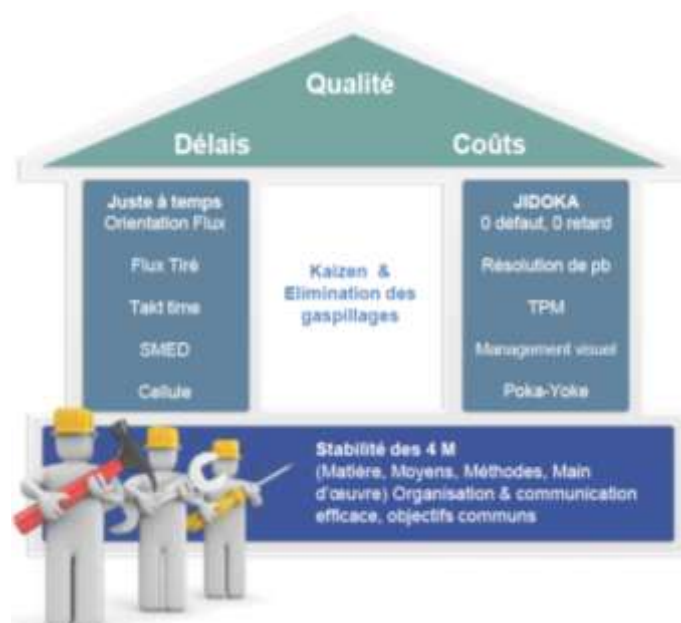 Qualité
Délais
Coûts
Juste à temps
Orientation Flux
Flux Tiré
Takt time
SMED
Cellule
Kaizen &
Elimination des
gaspillages
JIDOKA
0 défaut, 0 retard
Résolution de pb
TPM
Management visuel
Poka-Yoke
Stabilité des 4 M
(Matière, Moyens, Méthodes, Main
d'œuvre) Organisation & communication
efficace, objectifs communs